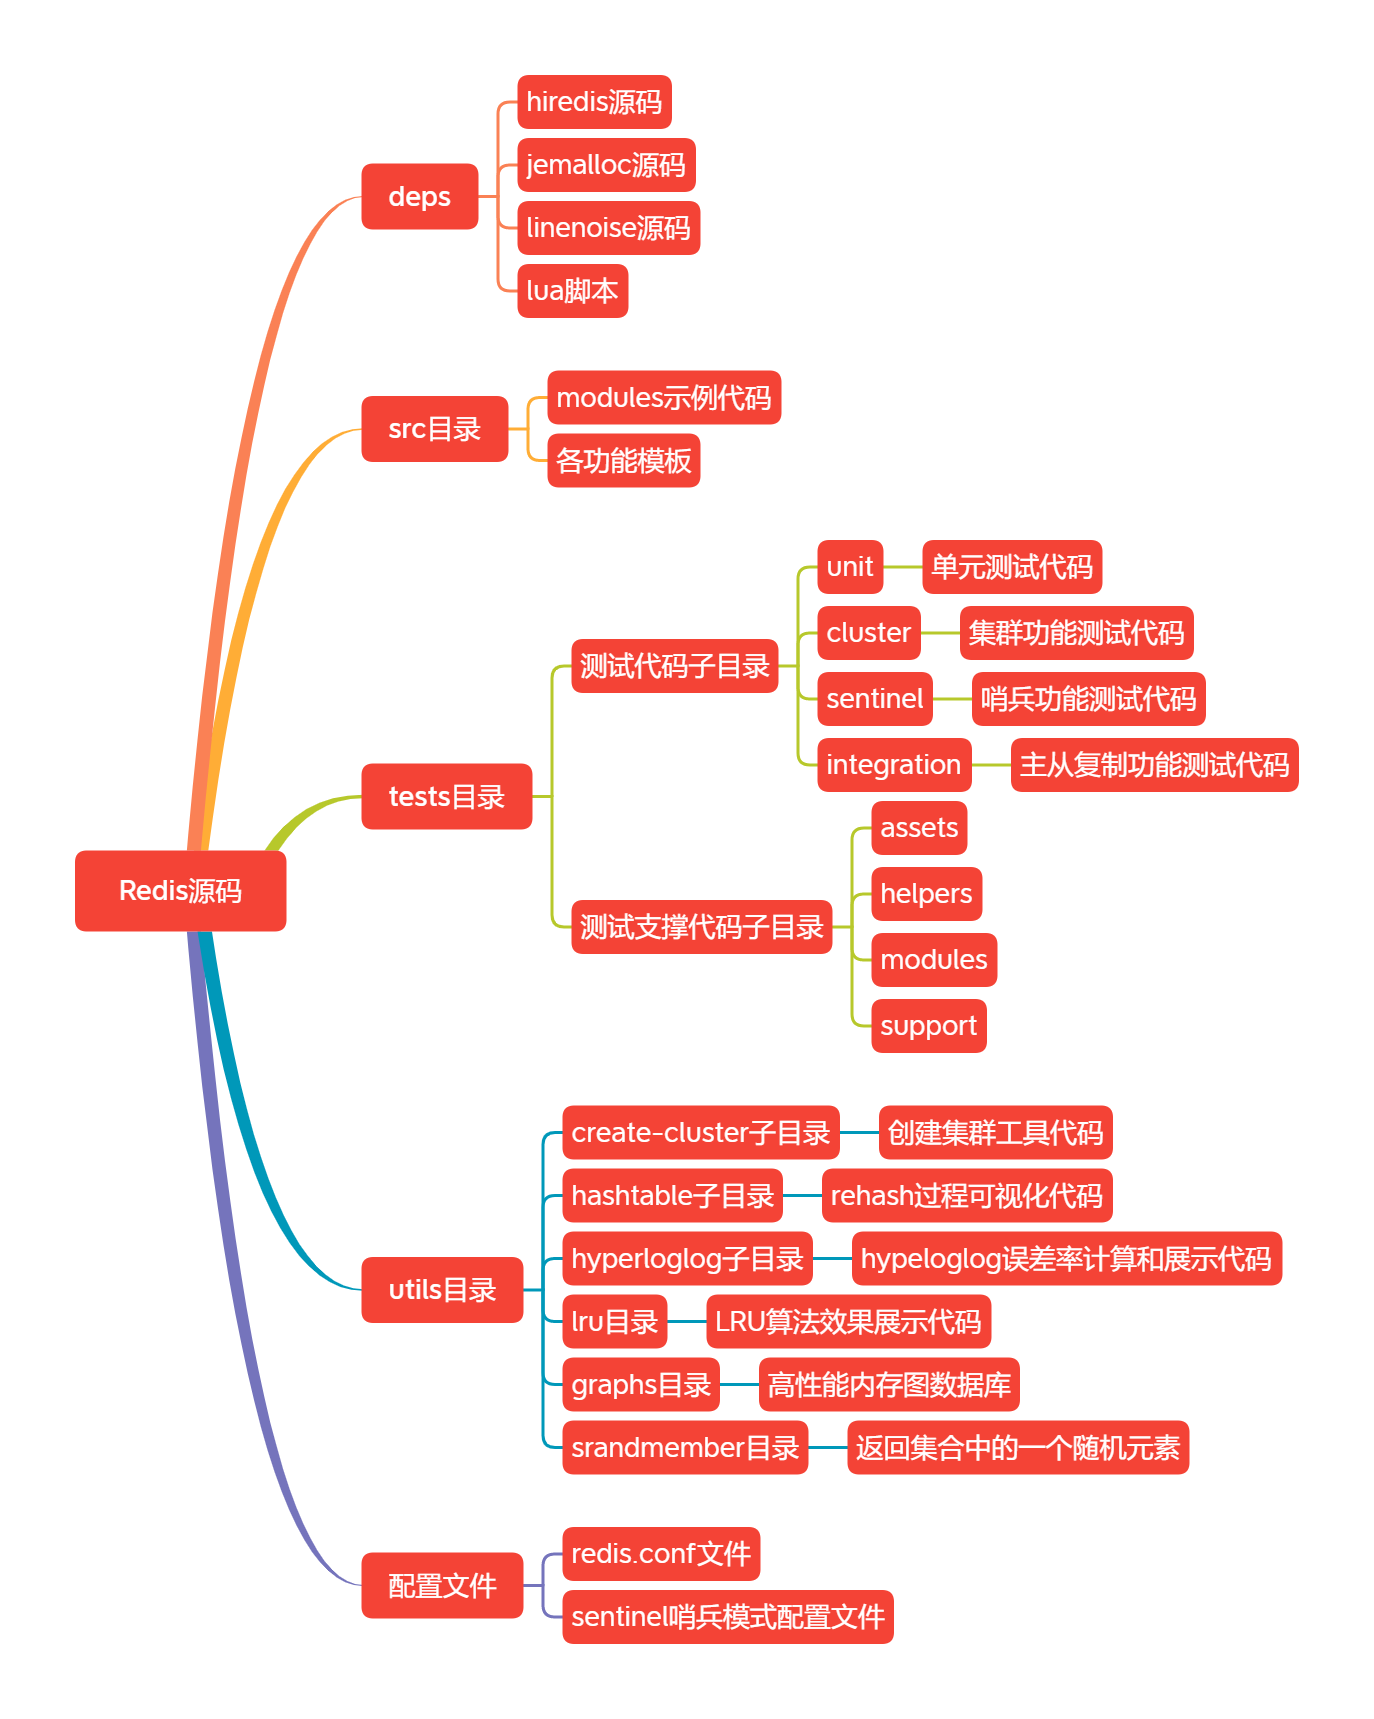 hiredis源码
jemalloc源码
deps
linenoise源码
lua脚本
modules示例代码
src目录
各功能模板
unit
单元测试代码
cluster
集群功能测试代码
测试代码子目录
sentinel
哨兵功能测试代码
integration
主从复制功能测试代码
tests目录
assets
helpers
测试支撑代码子目录
modules
support
Redis源码
create-cluster子目录
创建集群工具代码
hashtable子目录
rehash过程可视化代码
hyperloglog子目录
hypeloglog误差率计算和展示代码
utils目录
lru目录
LRU算法效果展示代码
graphs目录
高性能内存图数据库
srandmember目录
返回集合中的一个随机元素
redis.conf文件
配置文件
sentinel哨兵模式配置文件